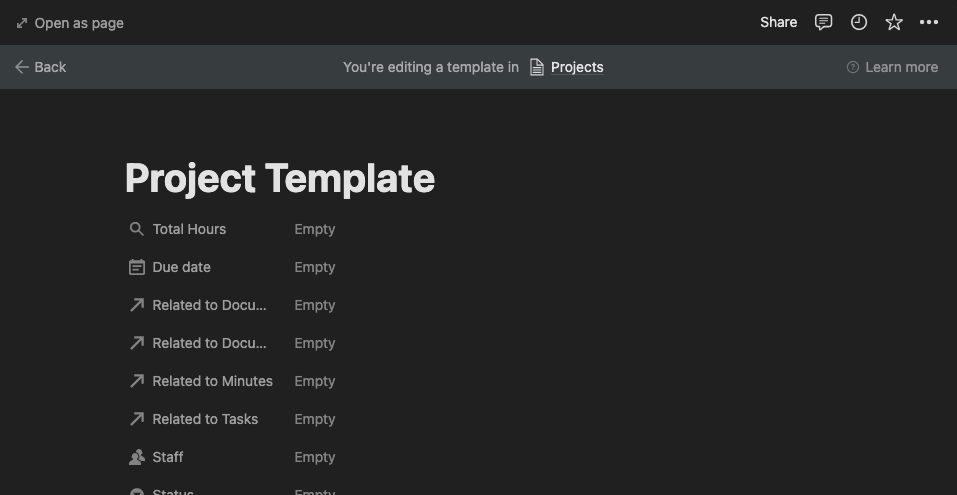 Open as page
Share
Back
You're editing a template in Projects
Learn more
Project Template
Total Hours Empty
Due date Empty
Related to Docu... Empty
Related to Docu... Empty
Related to Minutes Empty
Related to Tasks Empty
Staff Empty
Status Empty